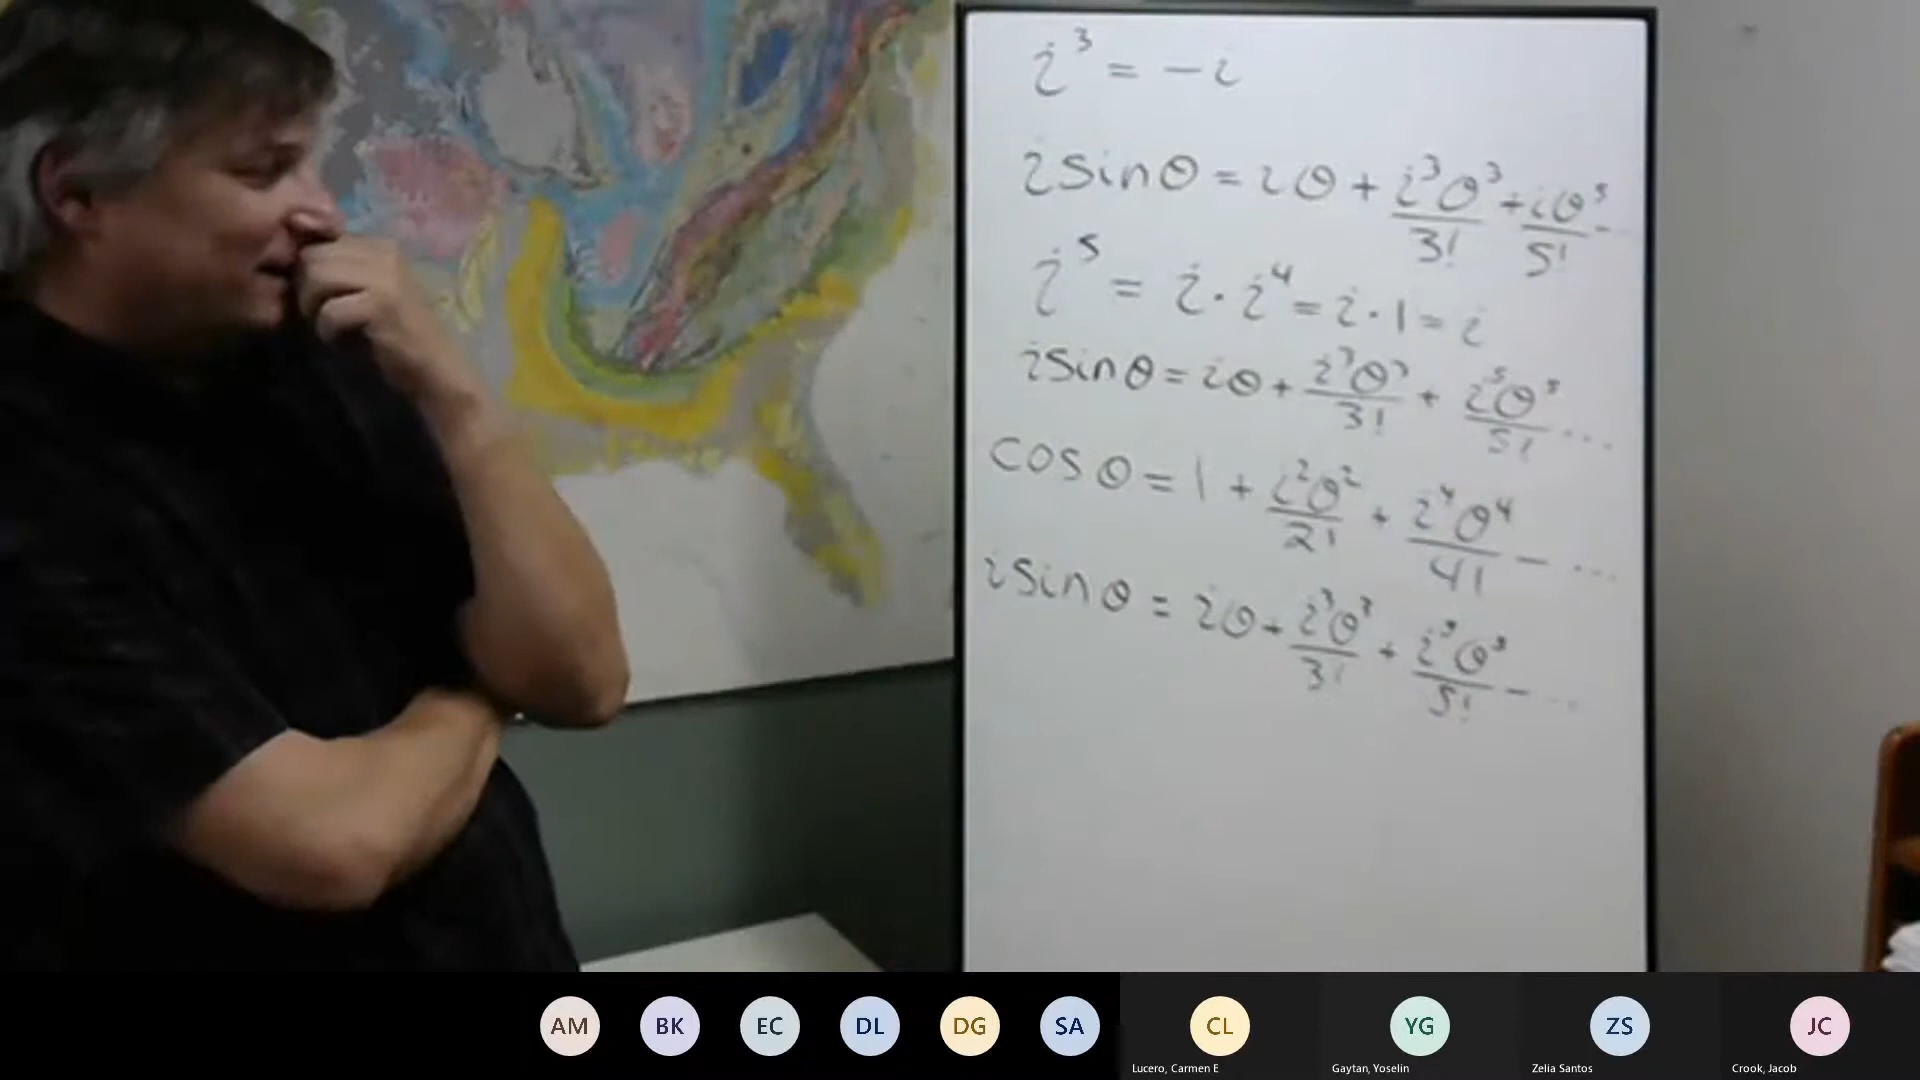 i³ = -i
i sin θ = iθ + i³θ³/3! + iθ⁵/5! - ...
i⁵ = i · i⁴ = i · 1 = i
i sin θ = iθ + i³θ³/3! + i⁵θ⁵/5! ...
cos θ = 1 + i²θ²/2! + i⁴θ⁴/4! - ...
i sin θ = iθ + i³θ³/3! + i⁵θ⁵/5! - ...
AM BK EC DL DG SA CL YG ZS JC
Lucero, Carmen E Gaytan, Yoselin Zelia Santos Crook, Jacob